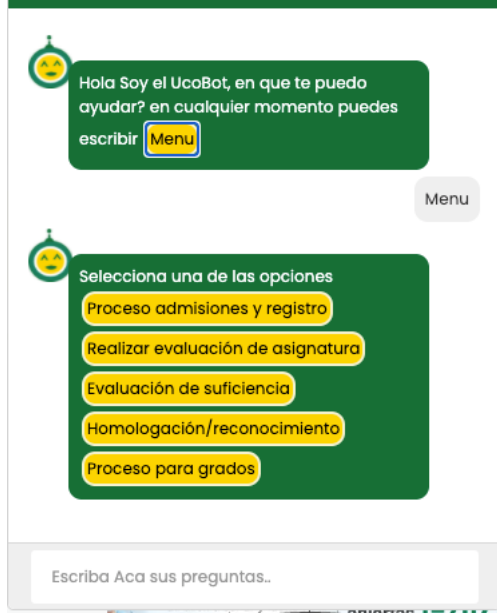 Hola Soy el UcoBot, en que te puedo
ayudar? en cualquier momento puedes
escribir Menu
Menu
Selecciona una de las opciones
Proceso admisiones y registro
Realizar evaluación de asignatura
Evaluación de suficiencia
Homologación/reconocimiento
Proceso para grados
Escriba Aca sus preguntas..